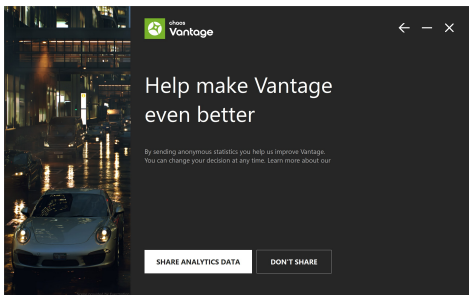 chaos
Vantage
Help make Vantage
even better
By sending anonymous statistics you help us improve Vantage.
You can change your decision at any time. Learn more about our
SHARE ANALYTICS DATA
DON'T SHARE